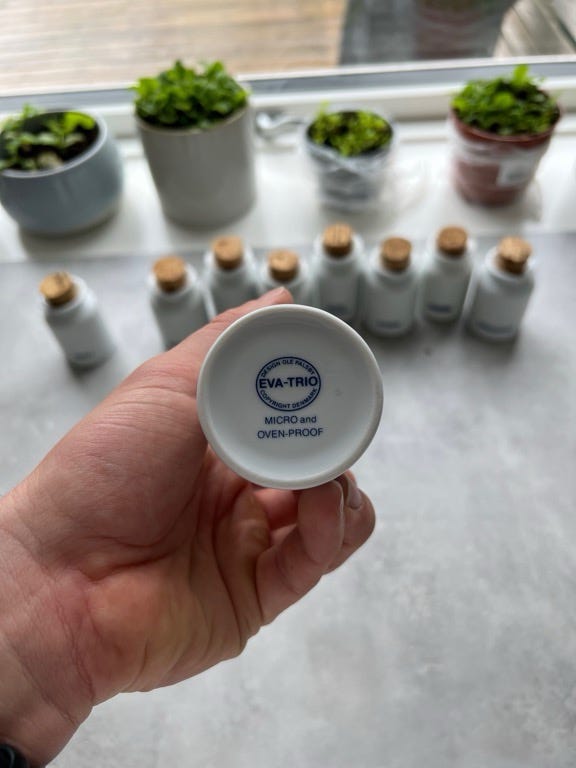 DESIGN OLE PALSBY
EVA-TRIO
COPYRIGHT DENMARK
MICRO and
OVEN-PROOF